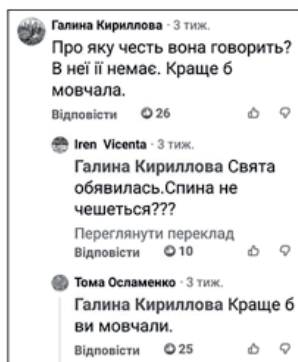 Галина Кириллова · 3 тиж.
Про яку честь вона говорить?
В неї її немає. Краще б
мовчала.
Відповісти 26
Iren Vicenta · 3 тиж.
Галина Кириллова Свята
обявилась.Спина не
чешеться???
Переглянути переклад
Відповісти 10
Тома Осламенко · 3 тиж.
Галина Кириллова Краще б
ви мовчали.
Відповісти 25